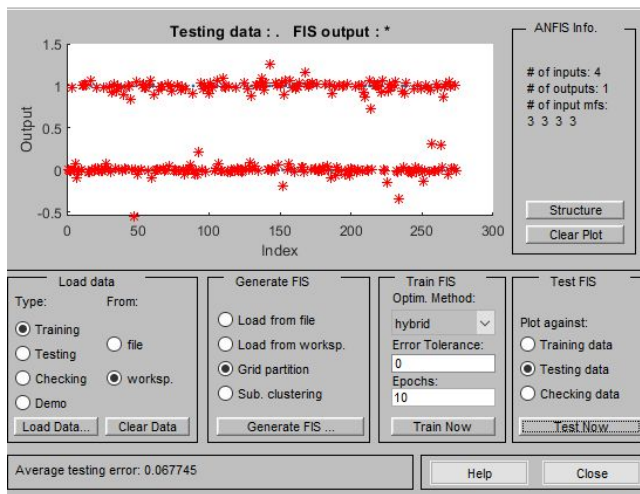 Testing data : .   FIS output : *
1.5
1
0.5
0
-0.5
Output
0
50
100
150
200
250
300
Index
ANFIS Info.
# of inputs: 4
# of outputs: 1
# of input mfs:
3 3 3 3
Structure
Clear Plot
Load data
Type:
From:
Training
Testing
Checking
Demo
file
worksp.
Load Data...
Clear Data
Generate FIS
Load from file
Load from worksp.
Grid partition
Sub. clustering
Generate FIS ...
Train FIS
Optim. Method:
hybrid
Error Tolerance:
0
Epochs:
10
Train Now
Test FIS
Plot against:
Training data
Testing data
Checking data
Test Now
Average testing error: 0.067745
Help
Close